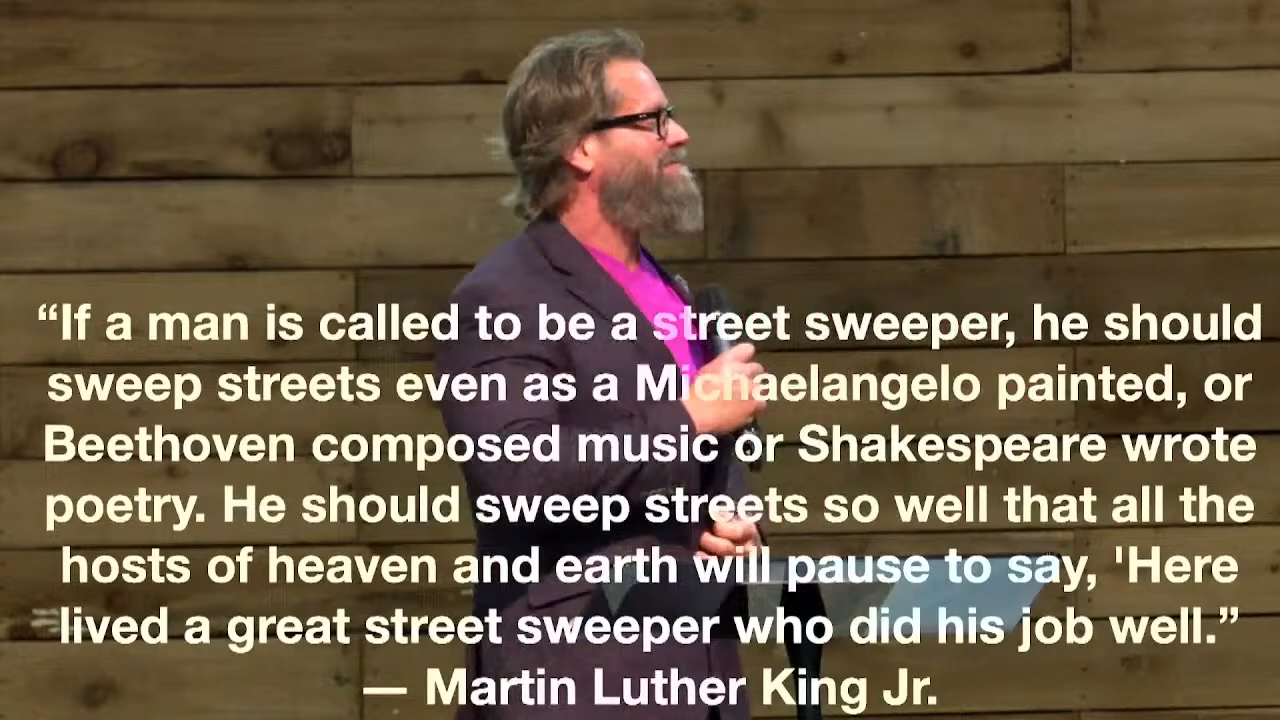 “If a man is called to be a street sweeper, he should
sweep streets even as a Michaelangelo painted, or
Beethoven composed music or Shakespeare wrote
poetry. He should sweep streets so well that all the
hosts of heaven and earth will pause to say, 'Here
lived a great street sweeper who did his job well.”
— Martin Luther King Jr.